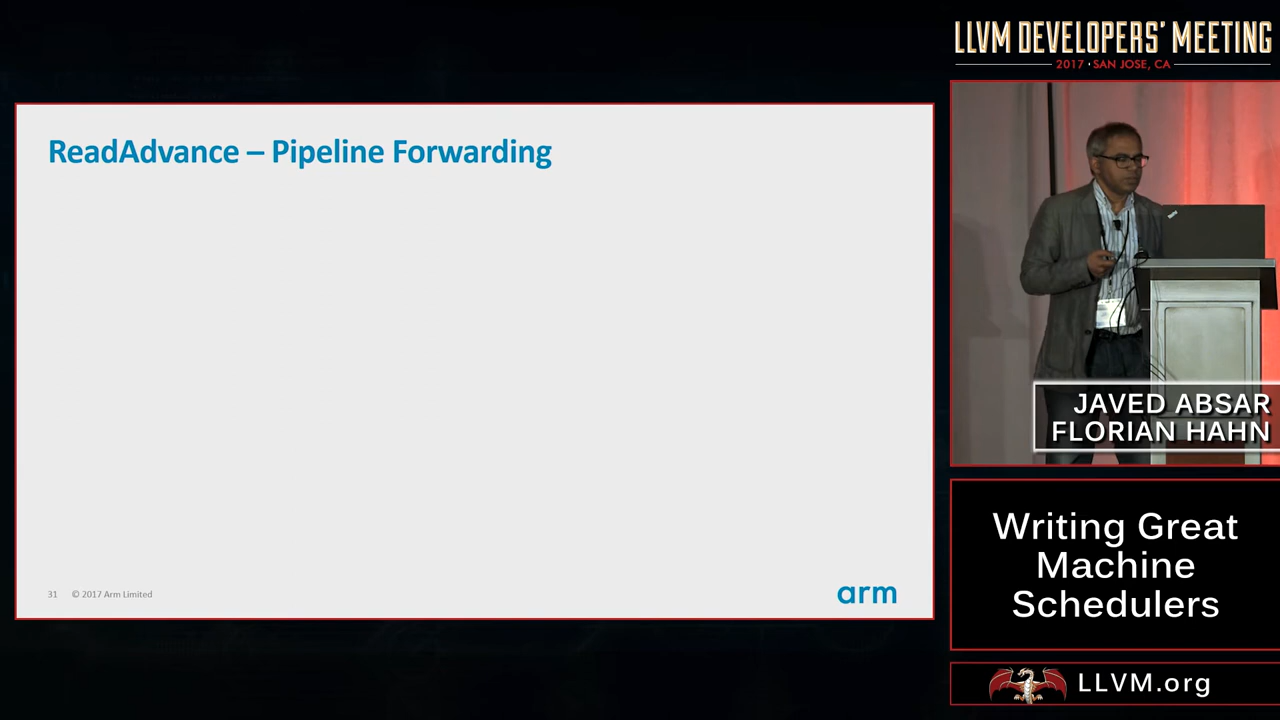 LLVM DEVELOPERS' MEETING
2017 · SAN JOSE, CA
ReadAdvance – Pipeline Forwarding
31 © 2017 Arm Limited
arm
JAVED ABSAR
FLORIAN HAHN
Writing Great
Machine
Schedulers
LLVM.org